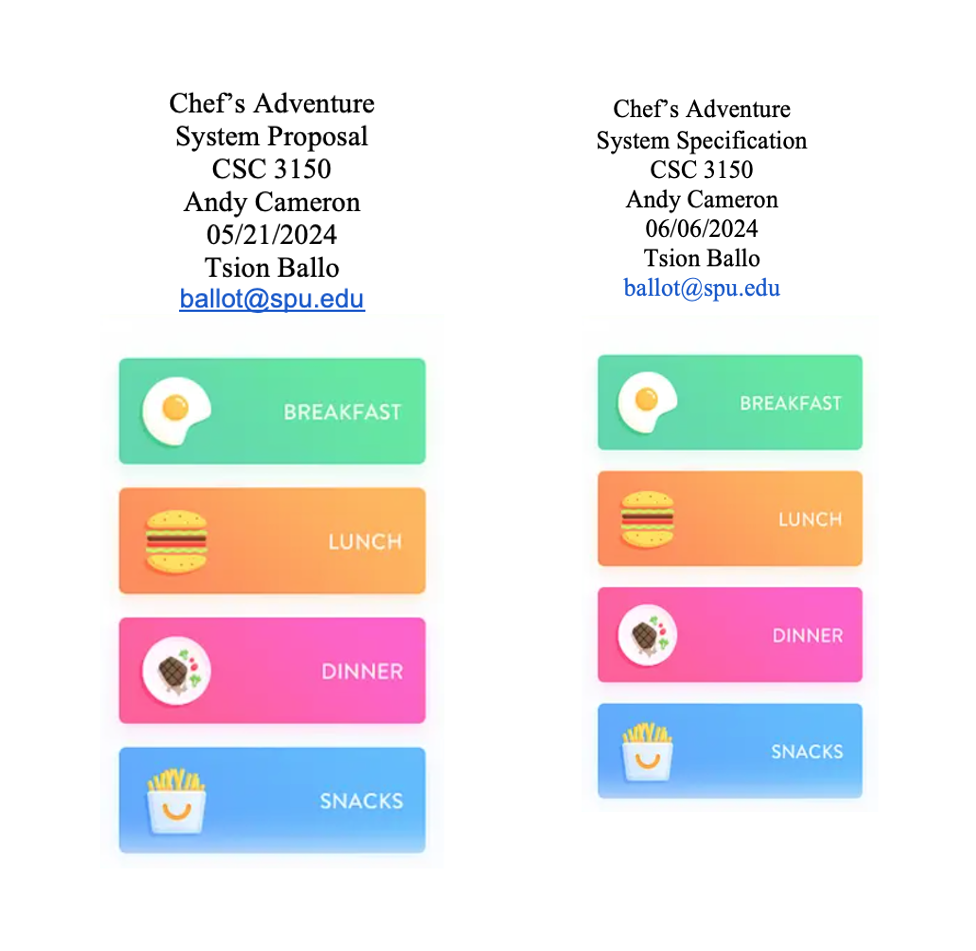 Chef’s Adventure
System Proposal
CSC 3150
Andy Cameron
05/21/2024
Tsion Ballo
ballot@spu.edu
BREAKFAST
LUNCH
DINNER
SNACKS
Chef’s Adventure
System Specification
CSC 3150
Andy Cameron
06/06/2024
Tsion Ballo
ballot@spu.edu
BREAKFAST
LUNCH
DINNER
SNACKS